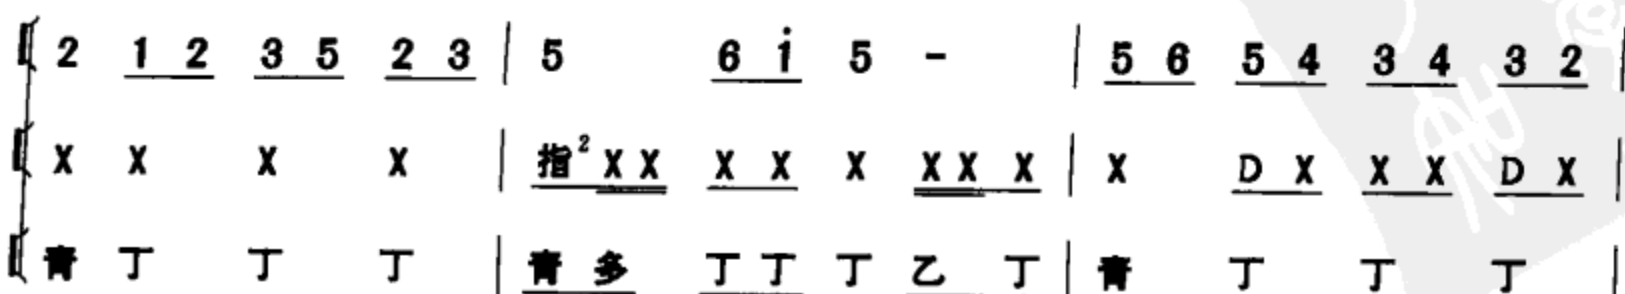 2 1 2 3 5 2 3 | 5 6 i̇ 5 - | 5 6 5 4 3 4 3 2 |
X X X X | 指² X X X X X X X X | X D X X X D X |
青 丁 丁 丁 | 青 多 丁 丁 丁 乙 丁 | 青 丁 丁 丁 |